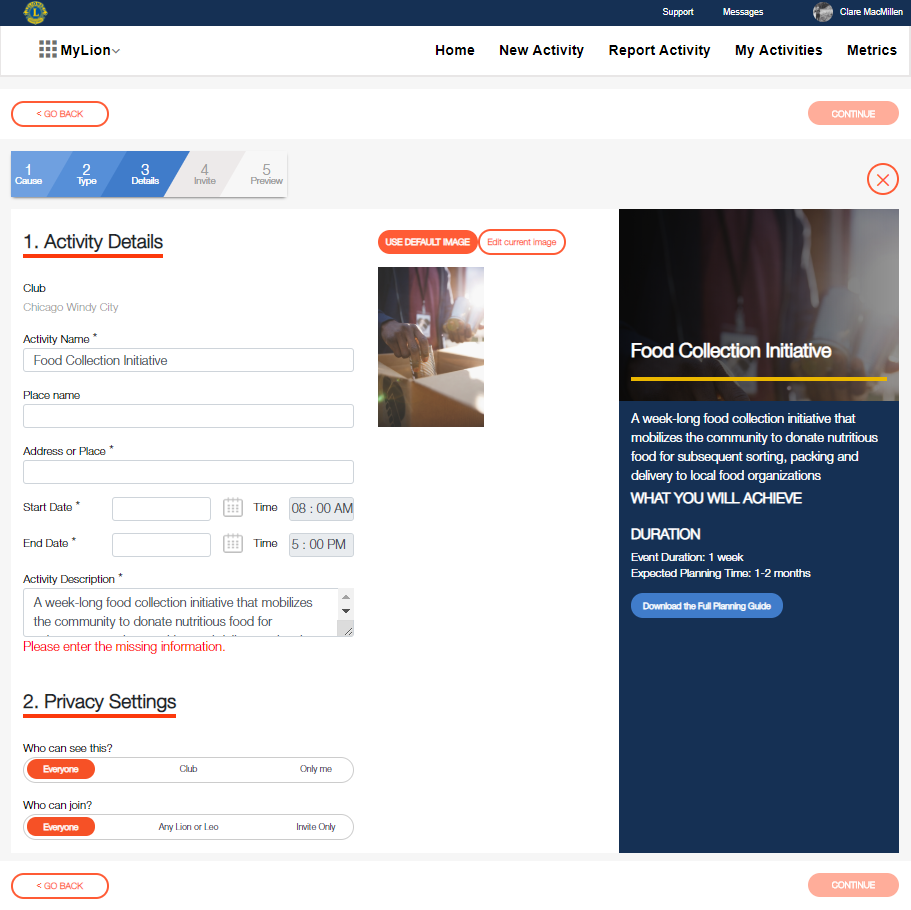 Support Messages Clare MacMillen
MyLion Home New Activity Report Activity My Activities Metrics
< GO BACK CONTINUE
1 2 3 4 5
Cause Type Details Invite Preview
1. Activity Details
USE DEFAULT IMAGE Edit current image
Club
Chicago Windy City
Activity Name *
Food Collection Initiative
Place name
Address or Place *
Start Date * Time 08 : 00 AM
End Date * Time 5 : 00 PM
Activity Description *
A week-long food collection initiative that mobilizes
the community to donate nutritious food for
Please enter the missing information.
2. Privacy Settings
Who can see this?
Everyone Club Only me
Who can join?
Everyone Any Lion or Leo Invite Only
Food Collection Initiative
A week-long food collection initiative that
mobilizes the community to donate nutritious
food for subsequent sorting, packing and
delivery to local food organizations
WHAT YOU WILL ACHIEVE
DURATION
Event Duration: 1 week
Expected Planning Time: 1-2 months
Download the Full Planning Guide
< GO BACK CONTINUE